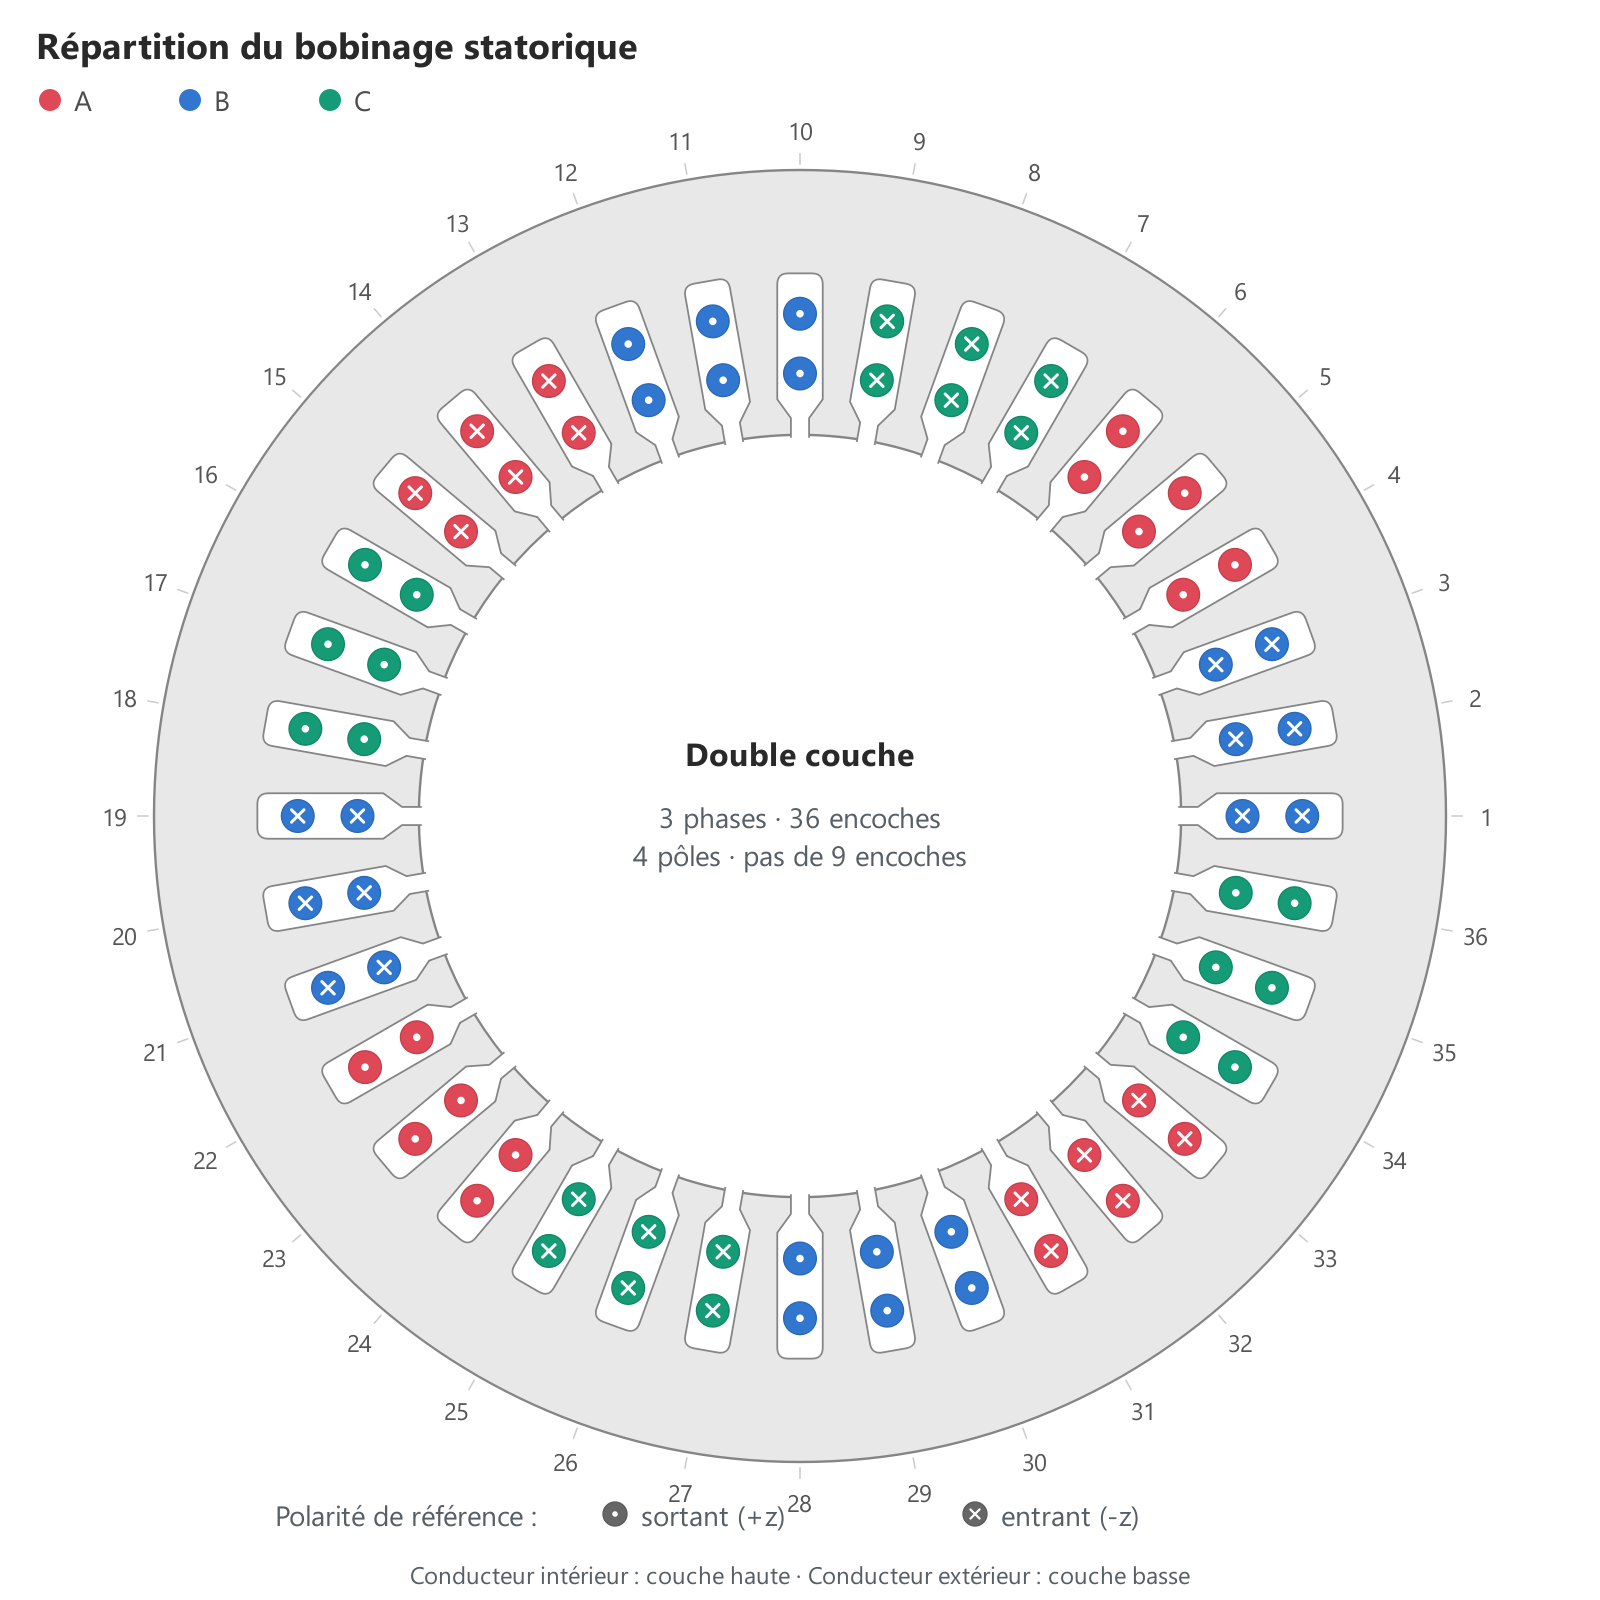 Répartition du bobinage statorique
A B C
10
11 9
12 8
13 7
14 6
15 5
16 4
17 3
18 2
Double couche
3 phases · 36 encoches
4 pôles · pas de 9 encoches
19 1
20 36
21 35
22 34
23 33
24 32
25 31
26 30
27 28 29
Polarité de référence : sortant (+z) entrant (-z)
Conducteur intérieur : couche haute · Conducteur extérieur : couche basse